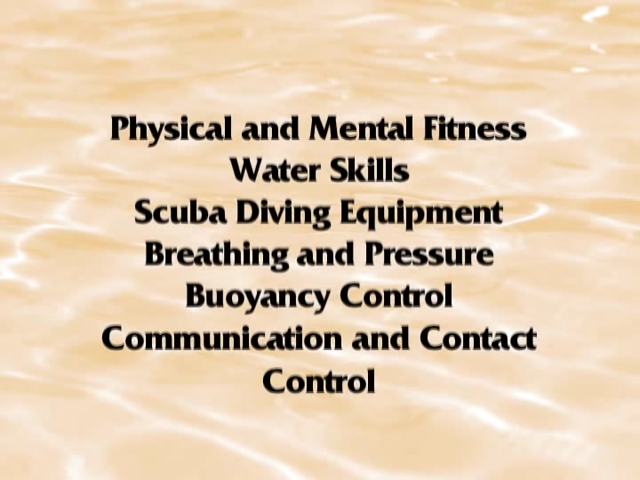 Physical and Mental Fitness
Water Skills
Scuba Diving Equipment
Breathing and Pressure
Buoyancy Control
Communication and Contact
Control